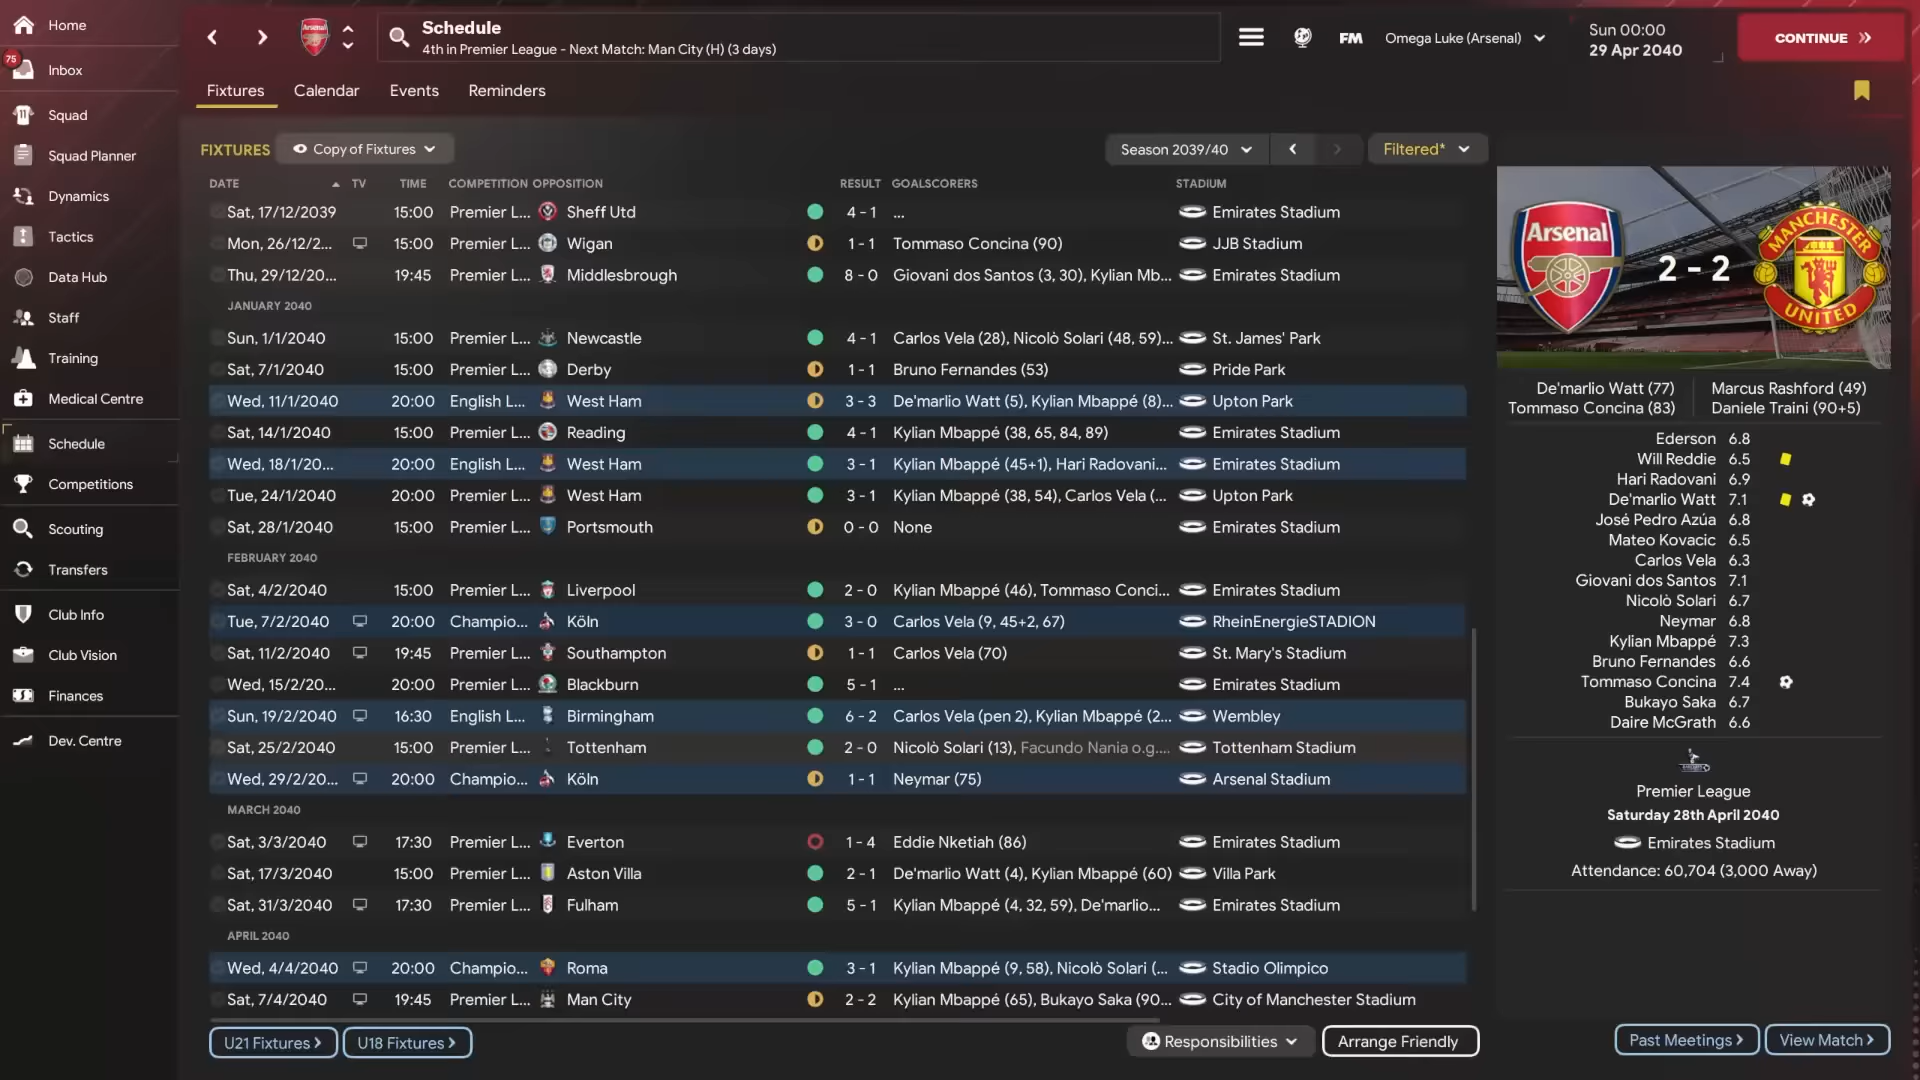 Home
75
Inbox
Squad
Squad Planner
Dynamics
Tactics
Data Hub
Staff
Training
Medical Centre
Schedule
Competitions
Scouting
Transfers
Club Info
Club Vision
Finances
Dev. Centre
Arsenal
Schedule
4th in Premier League - Next Match: Man City (H) (3 days)
FM
Omega Luke (Arsenal)
Sun 00:00
29 Apr 2040
CONTINUE
Fixtures Calendar Events Reminders
FIXTURES Copy of Fixtures Season 2039/40 Filtered*
DATE TV TIME COMPETITION OPPOSITION RESULT GOALSCORERS STADIUM
Sat, 17/12/2039 15:00 Premier L... Sheff Utd 4 - 1 ... Emirates Stadium
Mon, 26/12/2... 15:00 Premier L... Wigan 1 - 1 Tommaso Concina (90) JJB Stadium
Thu, 29/12/20... 19:45 Premier L... Middlesbrough 8 - 0 Giovani dos Santos (3, 30), Kylian Mb... Emirates Stadium
JANUARY 2040
Sun, 1/1/2040 15:00 Premier L... Newcastle 4 - 1 Carlos Vela (28), Nicolò Solari (48, 59)... St. James' Park
Sat, 7/1/2040 15:00 Premier L... Derby 1 - 1 Bruno Fernandes (53) Pride Park
Wed, 11/1/2040 20:00 English L... West Ham 3 - 3 De'marlio Watt (5), Kylian Mbappé (8)... Upton Park
Sat, 14/1/2040 15:00 Premier L... Reading 4 - 1 Kylian Mbappé (38, 65, 84, 89) Emirates Stadium
Wed, 18/1/20... 20:00 English L... West Ham 3 - 1 Kylian Mbappé (45+1), Hari Radovani... Emirates Stadium
Tue, 24/1/2040 20:00 Premier L... West Ham 3 - 1 Kylian Mbappé (38, 54), Carlos Vela (... Upton Park
Sat, 28/1/2040 15:00 Premier L... Portsmouth 0 - 0 None Emirates Stadium
FEBRUARY 2040
Sat, 4/2/2040 15:00 Premier L... Liverpool 2 - 0 Kylian Mbappé (46), Tommaso Conci... Emirates Stadium
Tue, 7/2/2040 20:00 Champio... Köln 3 - 0 Carlos Vela (9, 45+2, 67) RheinEnergieSTADION
Sat, 11/2/2040 19:45 Premier L... Southampton 1 - 1 Carlos Vela (70) St. Mary's Stadium
Wed, 15/2/20... 20:00 Premier L... Blackburn 5 - 1 ... Emirates Stadium
Sun, 19/2/2040 16:30 English L... Birmingham 6 - 2 Carlos Vela (pen 2), Kylian Mbappé (2... Wembley
Sat, 25/2/2040 15:00 Premier L... Tottenham 2 - 0 Nicolò Solari (13), Facundo Nania o.g.... Tottenham Stadium
Wed, 29/2/20... 20:00 Champio... Köln 1 - 1 Neymar (75) Arsenal Stadium
MARCH 2040
Sat, 3/3/2040 17:30 Premier L... Everton 1 - 4 Eddie Nketiah (86) Emirates Stadium
Sat, 17/3/2040 15:00 Premier L... Aston Villa 2 - 1 De'marlio Watt (4), Kylian Mbappé (60) Villa Park
Sat, 31/3/2040 17:30 Premier L... Fulham 5 - 1 Kylian Mbappé (4, 32, 59), De'marlio... Emirates Stadium
APRIL 2040
Wed, 4/4/2040 20:00 Champio... Roma 3 - 1 Kylian Mbappé (9, 58), Nicolò Solari (... Stadio Olimpico
Sat, 7/4/2040 19:45 Premier L... Man City 2 - 2 Kylian Mbappé (65), Bukayo Saka (90... City of Manchester Stadium
U21 Fixtures U18 Fixtures Responsibilities Arrange Friendly
Arsenal 2 - 2 MANCHESTER UNITED
De'marlio Watt (77) Marcus Rashford (49)
Tommaso Concina (83) Daniele Traini (90+5)
Ederson 6.8
Will Reddie 6.5
Hari Radovani 6.9
De'marlio Watt 7.1
José Pedro Azúa 6.8
Mateo Kovacic 6.5
Carlos Vela 6.3
Giovani dos Santos 7.1
Nicolò Solari 6.7
Neymar 6.8
Kylian Mbappé 7.3
Bruno Fernandes 6.6
Tommaso Concina 7.4
Bukayo Saka 6.7
Daire McGrath 6.6
Premier League
Saturday 28th April 2040
Emirates Stadium
Attendance: 60,704 (3,000 Away)
Past Meetings View Match